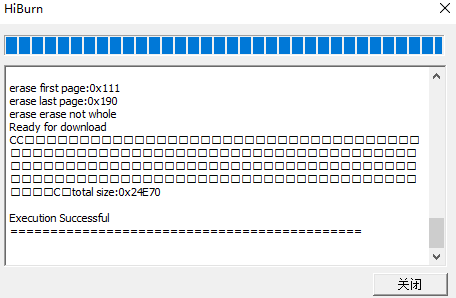 HiBurn
erase first page:0x111
erase last page:0x190
erase erase not whole
Ready for download
CC□□□□□□□□□□□□□□□□□□□□□□□□□□□□
□□□□□□□□□□□□□□□□□□□□□□□□□□□□□□
□□□□□□□□□□□□□□□□□□□□□□□□□□□□□□
□□□□□□□□□□□□□□□□□□□□□□□□□□□□□□
□□□□C□total size:0x24E70
Execution Successful
============================================
关闭